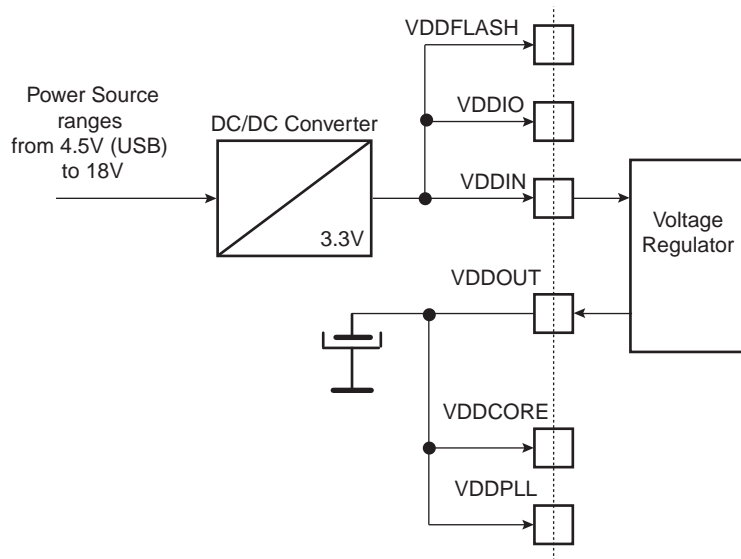 VDDFLASH
Power Source
ranges
from 4.5V (USB)
to 18V
DC/DC Converter
VDDIO
VDDIN
3.3V
Voltage
Regulator
VDDOUT
VDDCORE
VDDPLL